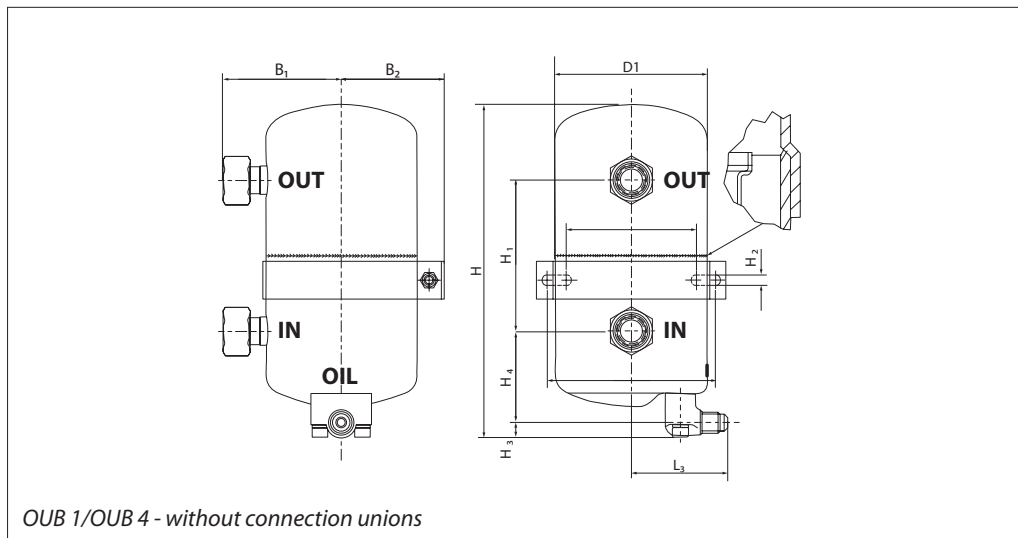 B₁ B₂
D1
OUT
OUT
H
H₁
H₂
IN
IN
OIL
H₄
H₃
L₃
OUB 1/OUB 4 - without connection unions